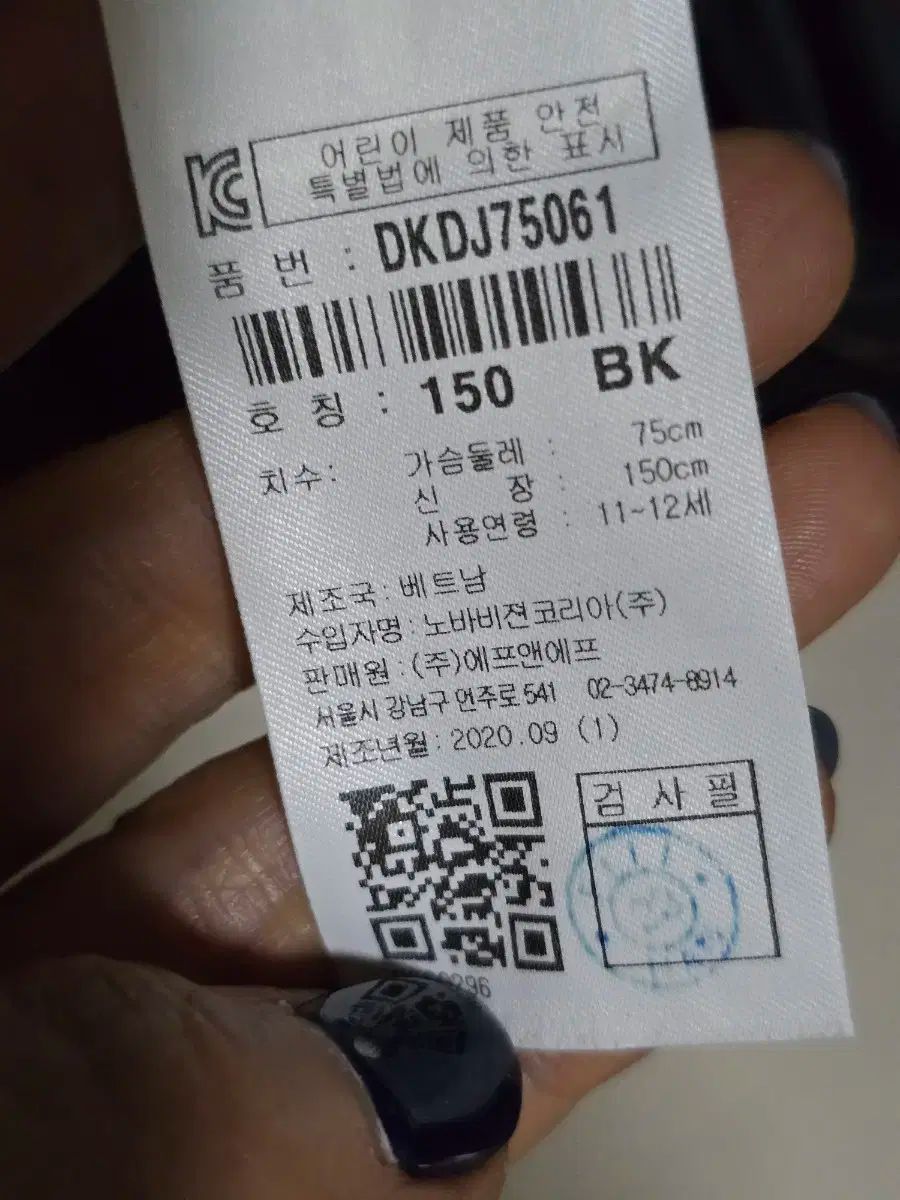 어린이 제품 안전
특별법에 의한 표시
품 번 : DKDJ75061
호 칭 : 150 BK
치수: 가슴둘레 : 75cm
신 장 : 150cm
사용연령 : 11~12세
제조국: 베트남
수입자명: 노바비젼코리아(주)
판매원: (주)에프앤에프
서울시 강남구 언주로 541 02-3474-8914
제조년월: 2020.09 (1)
검 사 필